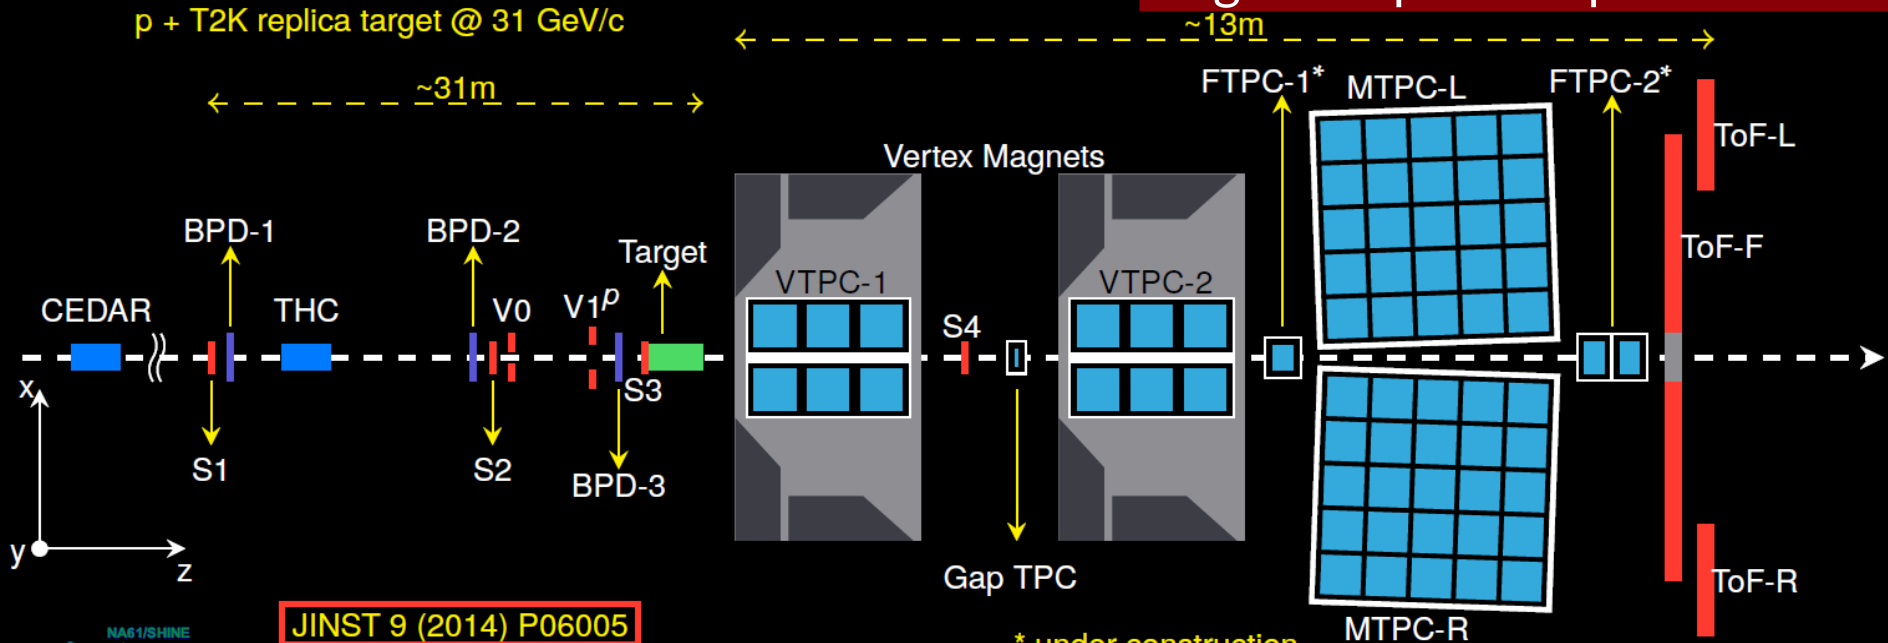 p + T2K replica target @ 31 GeV/c
~13m
~31m
FTPC-1*
MTPC-L
FTPC-2*
ToF-L
Vertex Magnets
BPD-1
BPD-2
Target
ToF-F
VTPC-1
VTPC-2
CEDAR
THC
V0
V1p
S4
S3
x
S1
S2
BPD-3
y
z
Gap TPC
ToF-R
NA61/SHINE
JINST 9 (2014) P06005
* under construction
MTPC-R